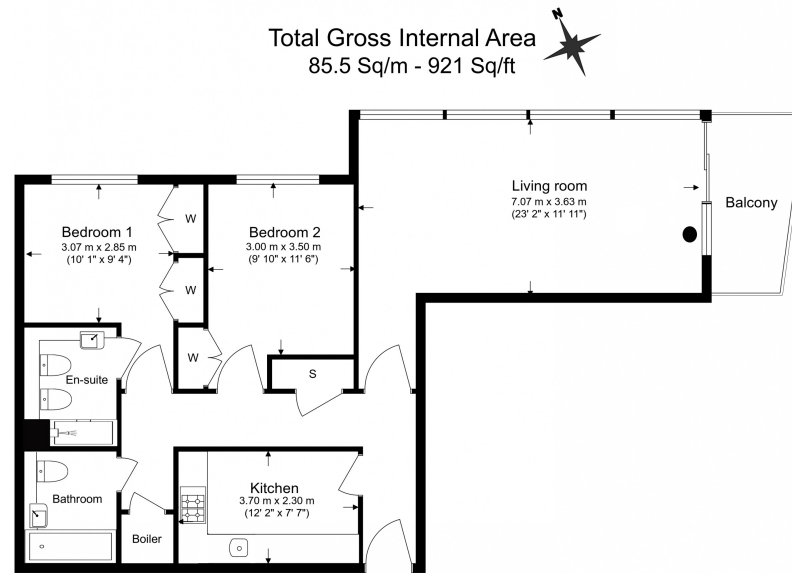 N
Total Gross Internal Area
85.5 Sq/m - 921 Sq/ft
Living room
7.07 m x 3.63 m
(23' 2" x 11' 11")
Balcony
Bedroom 1
3.07 m x 2.85 m
(10' 1" x 9' 4")
W
Bedroom 2
3.00 m x 3.50 m
(9' 10" x 11' 6")
W
W
S
En-suite
Kitchen
3.70 m x 2.30 m
(12' 2" x 7' 7")
Bathroom
Boiler